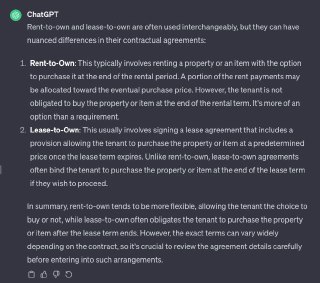 ChatGPT
Rent-to-own and lease-to-own are often used interchangeably, but they can have
nuanced differences in their contractual agreements:
1. Rent-to-Own: This typically involves renting a property or an item with the option
to purchase it at the end of the rental period. A portion of the rent payments may
be allocated toward the eventual purchase price. However, the tenant is not
obligated to buy the property or item at the end of the rental term. It's more of an
option than a requirement.
2. Lease-to-Own: This usually involves signing a lease agreement that includes a
provision allowing the tenant to purchase the property or item at a predetermined
price once the lease term expires. Unlike rent-to-own, lease-to-own agreements
often bind the tenant to purchase the property or item at the end of the lease term
if they wish to proceed.
In summary, rent-to-own tends to be more flexible, allowing the tenant the choice to
buy or not, while lease-to-own often obligates the tenant to purchase the property
or item after the lease term ends. However, the exact terms can vary widely
depending on the contract, so it's crucial to review the agreement details carefully
before entering into such arrangements.